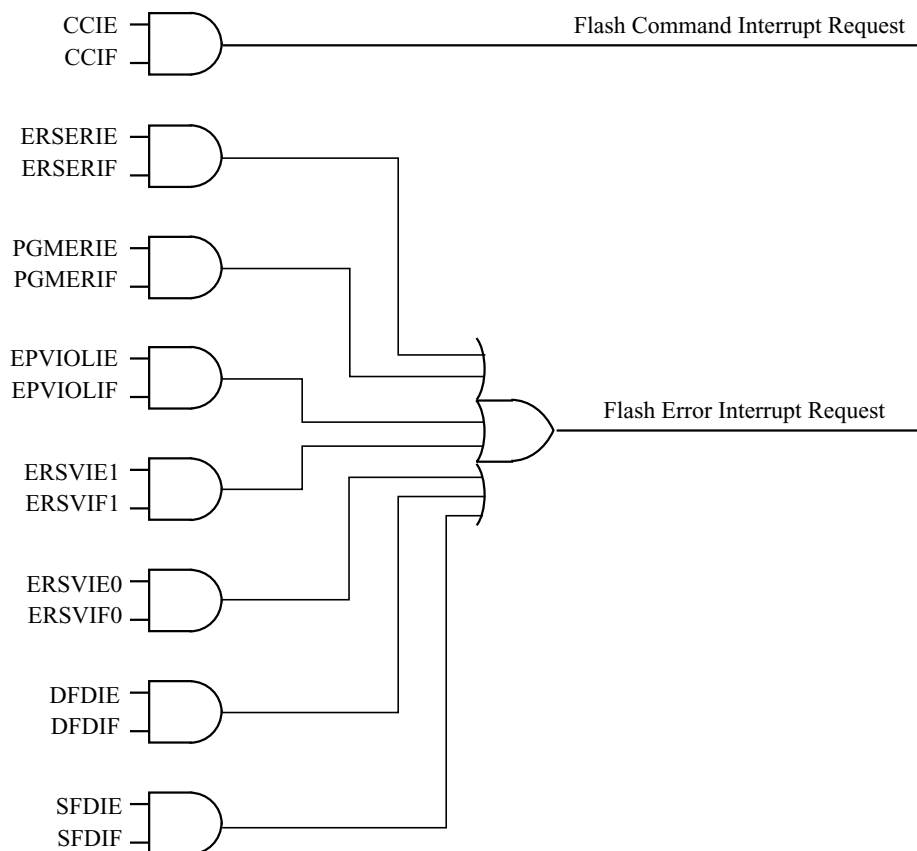 CCIE
CCIF
Flash Command Interrupt Request
ERSERIE
ERSERIF
PGMERIE
PGMERIF
EPVIOLIE
EPVIOLIF
Flash Error Interrupt Request
ERSVIE1
ERSVIF1
ERSVIE0
ERSVIF0
DFDIE
DFDIF
SFDIE
SFDIF